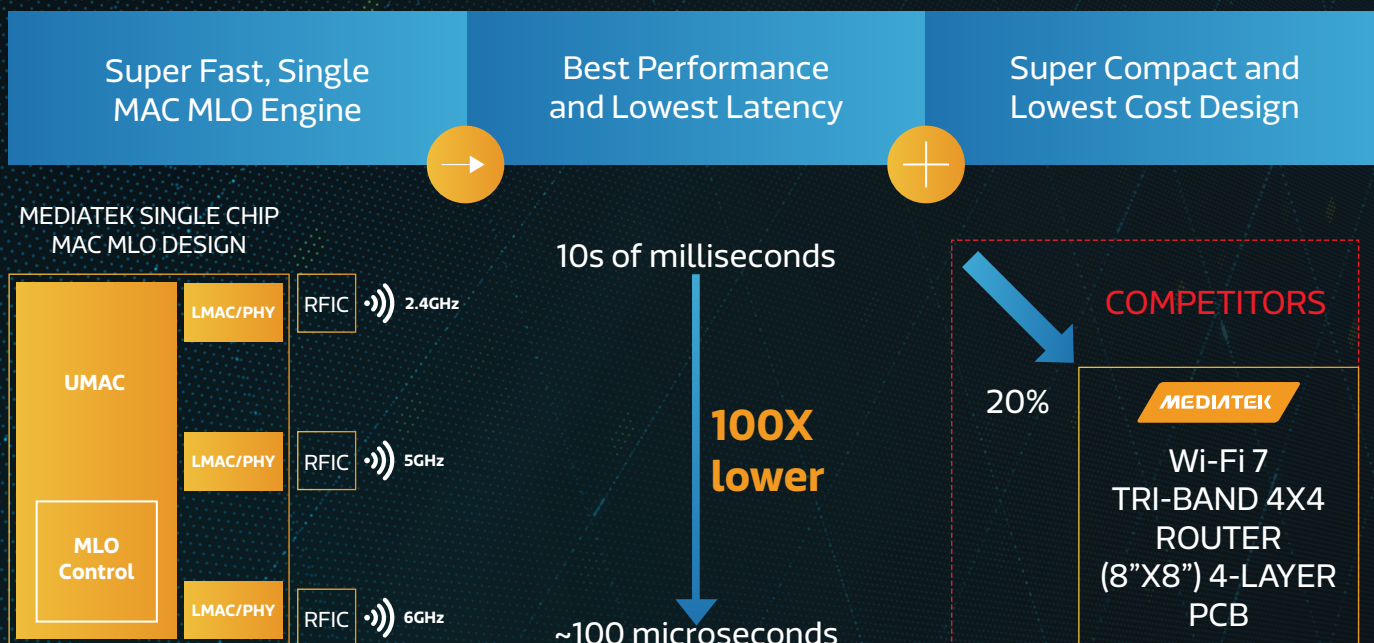 Super Fast, Single
MAC MLO Engine
Best Performance
and Lowest Latency
Super Compact and
Lowest Cost Design
MEDIATEK SINGLE CHIP
MAC MLO DESIGN
UMAC
MLO
Control
LMAC/PHY
RFIC
2.4GHz
LMAC/PHY
RFIC
5GHz
LMAC/PHY
RFIC
6GHz
10s of milliseconds
100X
lower
~100 microseconds
COMPETITORS
20%
MEDIATEK
Wi-Fi 7
TRI-BAND 4X4
ROUTER
(8”X8”) 4-LAYER
PCB